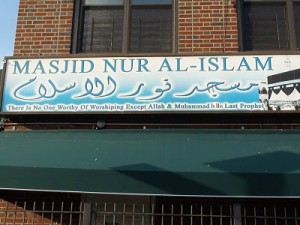 MASJID NUR AL-ISLAM
مسجد نور الاسلام
There Is No One Worthy Of Worshiping Except Allah & Muhammad Is His Last Prophet